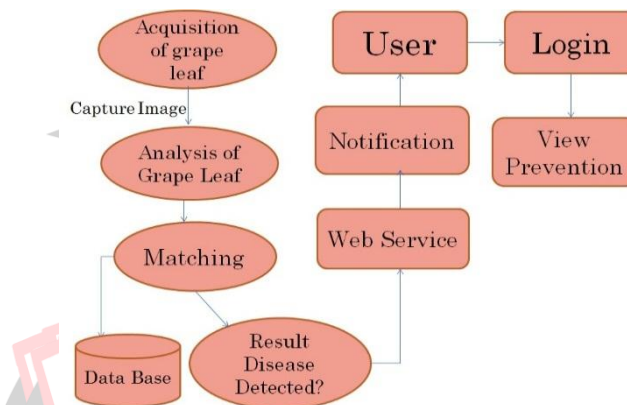 Acquisition
of grape
leaf
Capture Image
Analysis of
Grape Leaf
Matching
Data Base
Result
Disease
Detected?
Web Service
Notification
User
Login
View
Prevention